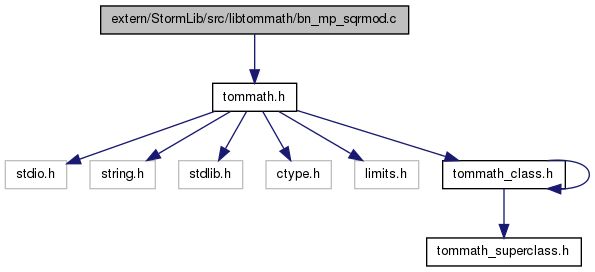 extern/StormLib/src/libtommath/bn_mp_sqrmod.c
tommath.h
stdio.h
string.h
stdlib.h
ctype.h
limits.h
tommath_class.h
tommath_superclass.h